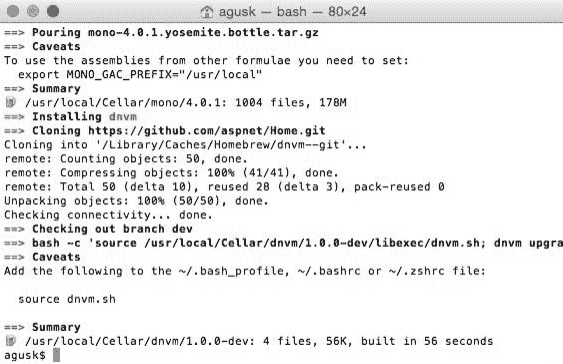 agusk — bash — 80×24
==> Pouring mono-4.0.1.yosemite.bottle.tar.gz
==> Caveats
To use the assemblies from other formulae you need to set:
  export MONO_GAC_PREFIX="/usr/local"
==> Summary
/usr/local/Cellar/mono/4.0.1: 1004 files, 178M
==> Installing dnvm
==> Cloning https://github.com/aspnet/Home.git
Cloning into '/Library/Caches/Homebrew/dnvm--git'...
remote: Counting objects: 50, done.
remote: Compressing objects: 100% (41/41), done.
remote: Total 50 (delta 10), reused 28 (delta 3), pack-reused 0
Unpacking objects: 100% (50/50), done.
Checking connectivity... done.
==> Checking out branch dev
==> bash -c 'source /usr/local/Cellar/dnvm/1.0.0-dev/libexec/dnvm.sh; dnvm upgra
==> Caveats
Add the following to the ~/.bash_profile, ~/.bashrc or ~/.zshrc file:
  source dnvm.sh
==> Summary
/usr/local/Cellar/dnvm/1.0.0-dev: 4 files, 56K, built in 56 seconds
agusk$